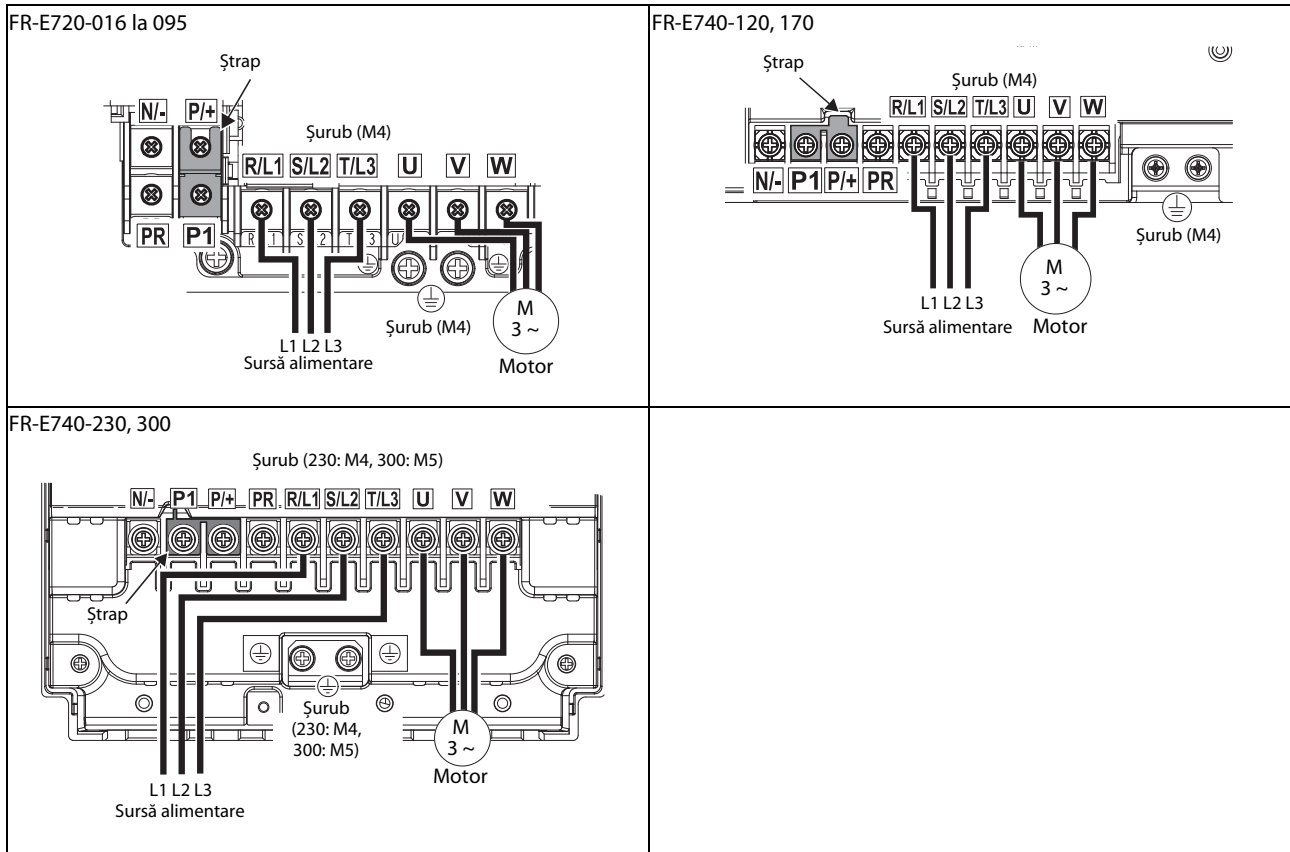 FR-E720-016 la 095
Ștrap
N/- P/+
Șurub (M4)
R/L1 S/L2 T/L3 U V W
PR P1
Șurub (M4)
M
3 ~
L1 L2 L3
Sursă alimentare
Motor
FR-E740-120, 170
Ștrap
Șurub (M4)
R/L1 S/L2 T/L3 U V W
N/- P1 P/+ PR
Șurub (M4)
M
3 ~
L1 L2 L3
Sursă alimentare
Motor
FR-E740-230, 300
Șurub (230: M4, 300: M5)
N/- P1 P/+ PR R/L1 S/L2 T/L3 U V W
Ștrap
Șurub
(230: M4,
300: M5)
M
3 ~
Motor
L1 L2 L3
Sursă alimentare